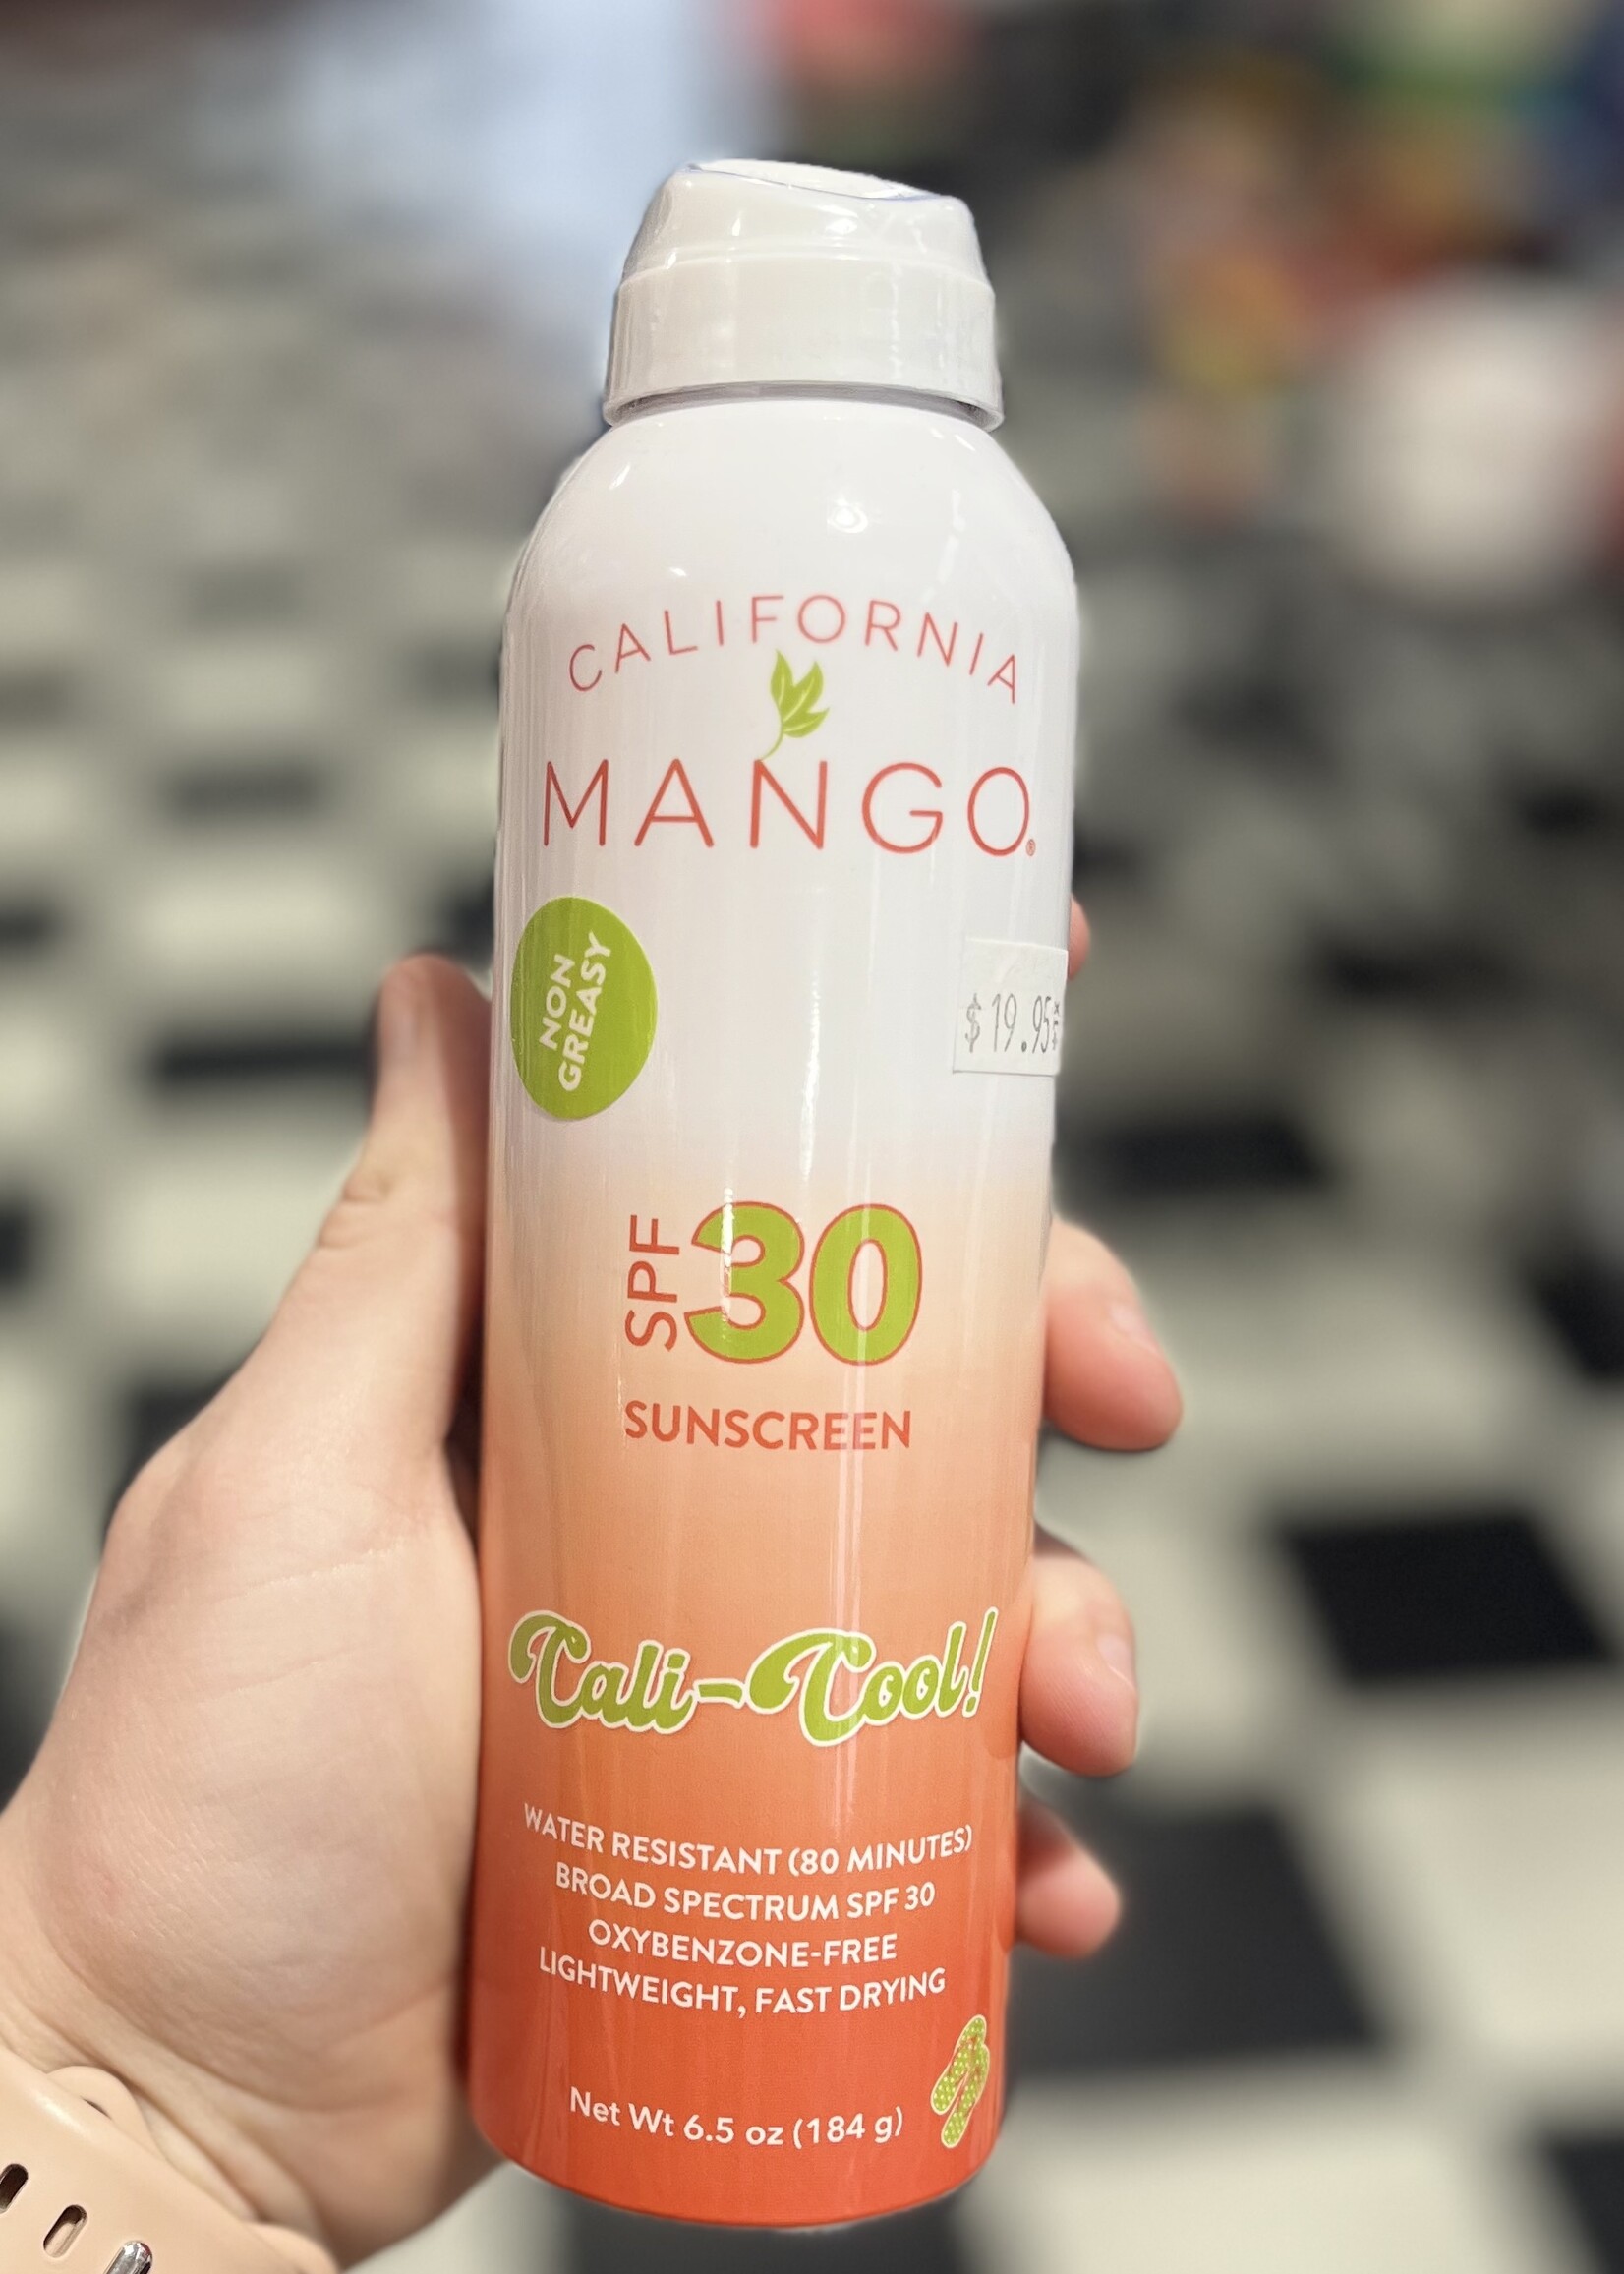 CALIFORNIA
MANGO®
NON
GREASY
$19.95
SPF 30
SUNSCREEN
Cali-Cool!
WATER RESISTANT (80 MINUTES)
BROAD SPECTRUM SPF 30
OXYBENZONE-FREE
LIGHTWEIGHT, FAST DRYING
Net Wt 6.5 oz (184 g)